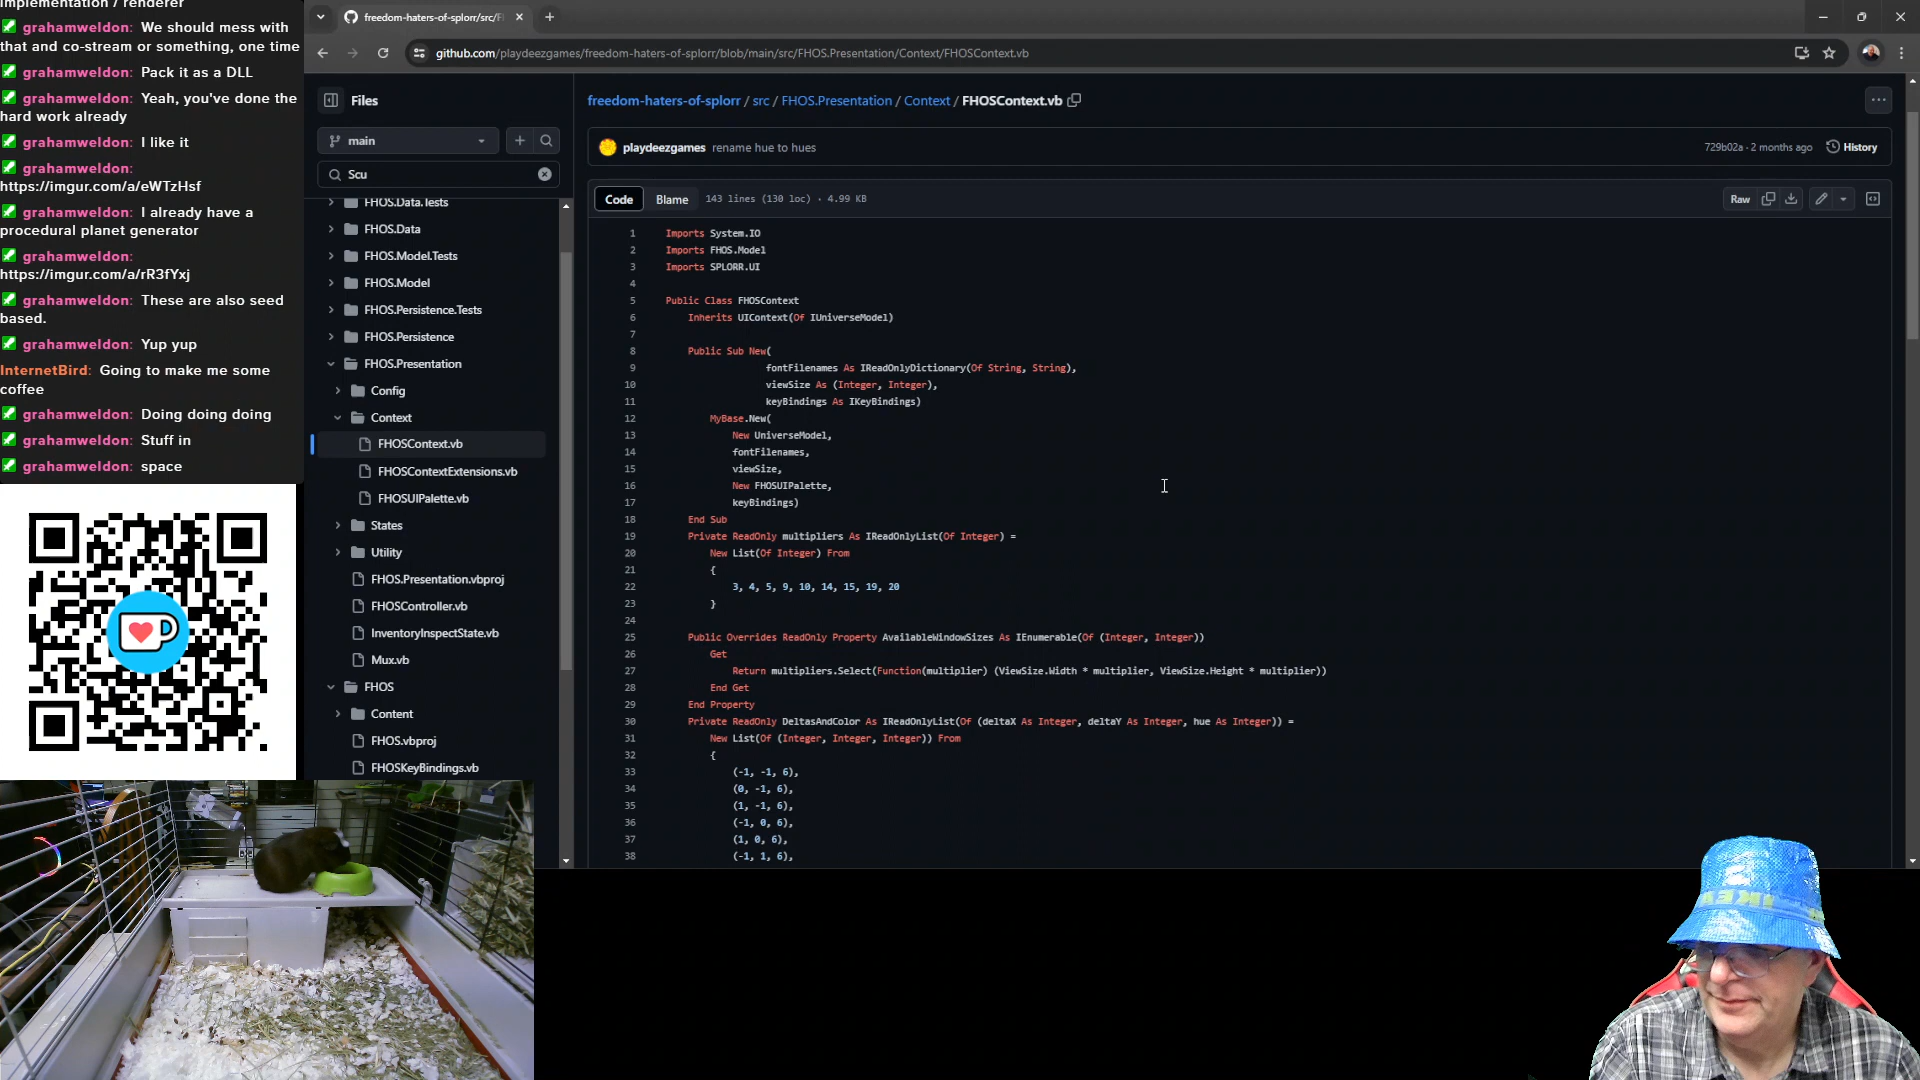 implementation / renderer
grahamweldon: We should mess with
that and co-stream or something, one time
grahamweldon: Pack it as a DLL
grahamweldon: Yeah, you've done the
hard work already
grahamweldon: I like it
grahamweldon:
https://imgur.com/a/eWTzHsf
grahamweldon: I already have a
procedural planet generator
grahamweldon:
https://imgur.com/a/rR3fYxj
grahamweldon: These are also seed
based.
grahamweldon: Yup yup
InternetBird: Going to make me some
coffee
grahamweldon: Doing doing doing
grahamweldon: Stuff in
grahamweldon: space
freedom-haters-of-splorr/src/F
github.com/playdeezgames/freedom-haters-of-splorr/blob/main/src/FHOS.Presentation/Context/FHOSContext.vb
Files
main
Scu
FHOS.Data.Tests
FHOS.Data
FHOS.Model.Tests
FHOS.Model
FHOS.Persistence.Tests
FHOS.Persistence
FHOS.Presentation
Config
Context
FHOSContext.vb
FHOSContextExtensions.vb
FHOSUIPalette.vb
States
Utility
FHOS.Presentation.vbproj
FHOSController.vb
InventoryInspectState.vb
Mux.vb
FHOS
Content
FHOS.vbproj
FHOSKeyBindings.vb
freedom-haters-of-splorr / src / FHOS.Presentation / Context / FHOSContext.vb
playdeezgames rename hue to hues
729b02a · 2 months ago History
Code Blame 143 lines (130 loc) · 4.99 KB
Raw
1 Imports System.IO
2 Imports FHOS.Model
3 Imports SPLORR.UI
4
5 Public Class FHOSContext
6 Inherits UIContext(Of IUniverseModel)
7
8 Public Sub New(
9 fontFilenames As IReadOnlyDictionary(Of String, String),
10 viewSize As (Integer, Integer),
11 keyBindings As IKeyBindings)
12 MyBase.New(
13 New UniverseModel,
14 fontFilenames,
15 viewSize,
16 New FHOSUIPalette,
17 keyBindings)
18 End Sub
19 Private ReadOnly multipliers As IReadOnlyList(Of Integer) =
20 New List(Of Integer) From
21 {
22 3, 4, 5, 9, 10, 14, 15, 19, 20
23 }
24
25 Public Overrides ReadOnly Property AvailableWindowSizes As IEnumerable(Of (Integer, Integer))
26 Get
27 Return multipliers.Select(Function(multiplier) (ViewSize.Width * multiplier, ViewSize.Height * multiplier))
28 End Get
29 End Property
30 Private ReadOnly DeltasAndColor As IReadOnlyList(Of (deltaX As Integer, deltaY As Integer, hue As Integer)) =
31 New List(Of (Integer, Integer, Integer)) From
32 {
33 (-1, -1, 6),
34 (0, -1, 6),
35 (1, -1, 6),
36 (-1, 0, 6),
37 (1, 0, 6),
38 (-1, 1, 6),
IKEA